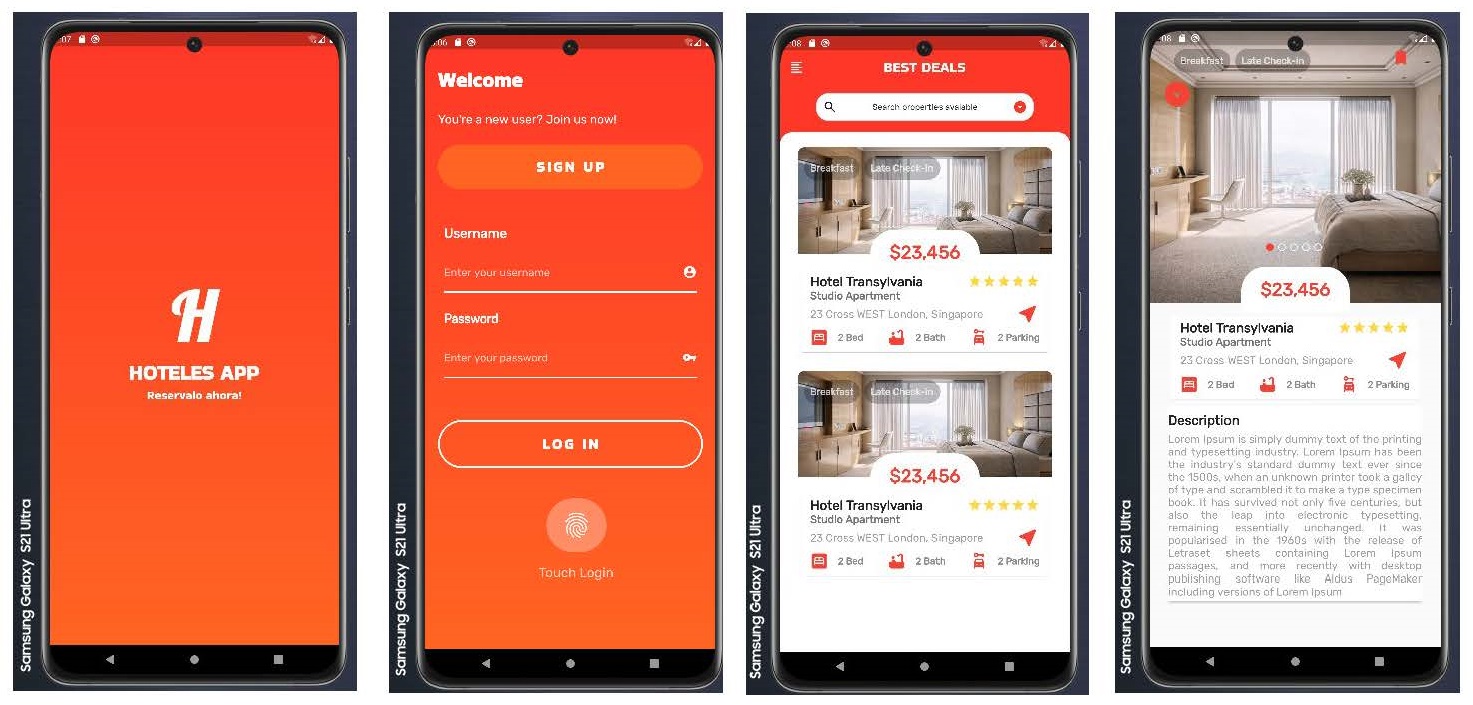 :07
H
HOTELES APP
Reservalo ahora!
Samsung Galaxy S21 Ultra
:06
Welcome
You're a new user? Join us now!
SIGN UP
Username
Enter your username
Password
Enter your password
LOG IN
Touch Login
Samsung Galaxy S21 Ultra
:08
BEST DEALS
Search properties avaiable
Breakfast
Late Check-In
$23,456
Hotel Transylvania
Studio Apartment
23 Cross WEST London, Singapore
2 Bed 2 Bath 2 Parking
Breakfast
Late Check-In
$23,456
Hotel Transylvania
Studio Apartment
23 Cross WEST London, Singapore
2 Bed 2 Bath 2 Parking
Samsung Galaxy S21 Ultra
:08
Breakfast
Late Check-In
$23,456
Hotel Transylvania
Studio Apartment
23 Cross WEST London, Singapore
2 Bed 2 Bath 2 Parking
Description
Lorem Ipsum is simply dummy text of the printing
and typesetting industry. Lorem Ipsum has been
the industry's standard dummy text ever since
the 1500s, when an unknown printer took a galley
of type and scrambled it to make a type specimen
book. It has survived not only five centuries, but
also the leap into electronic typesetting,
remaining essentially unchanged. It was
popularised in the 1960s with the release of
Letraset sheets containing Lorem Ipsum
passages, and more recently with desktop
publishing software like Aldus PageMaker
including versions of Lorem Ipsum
Samsung Galaxy S21 Ultra